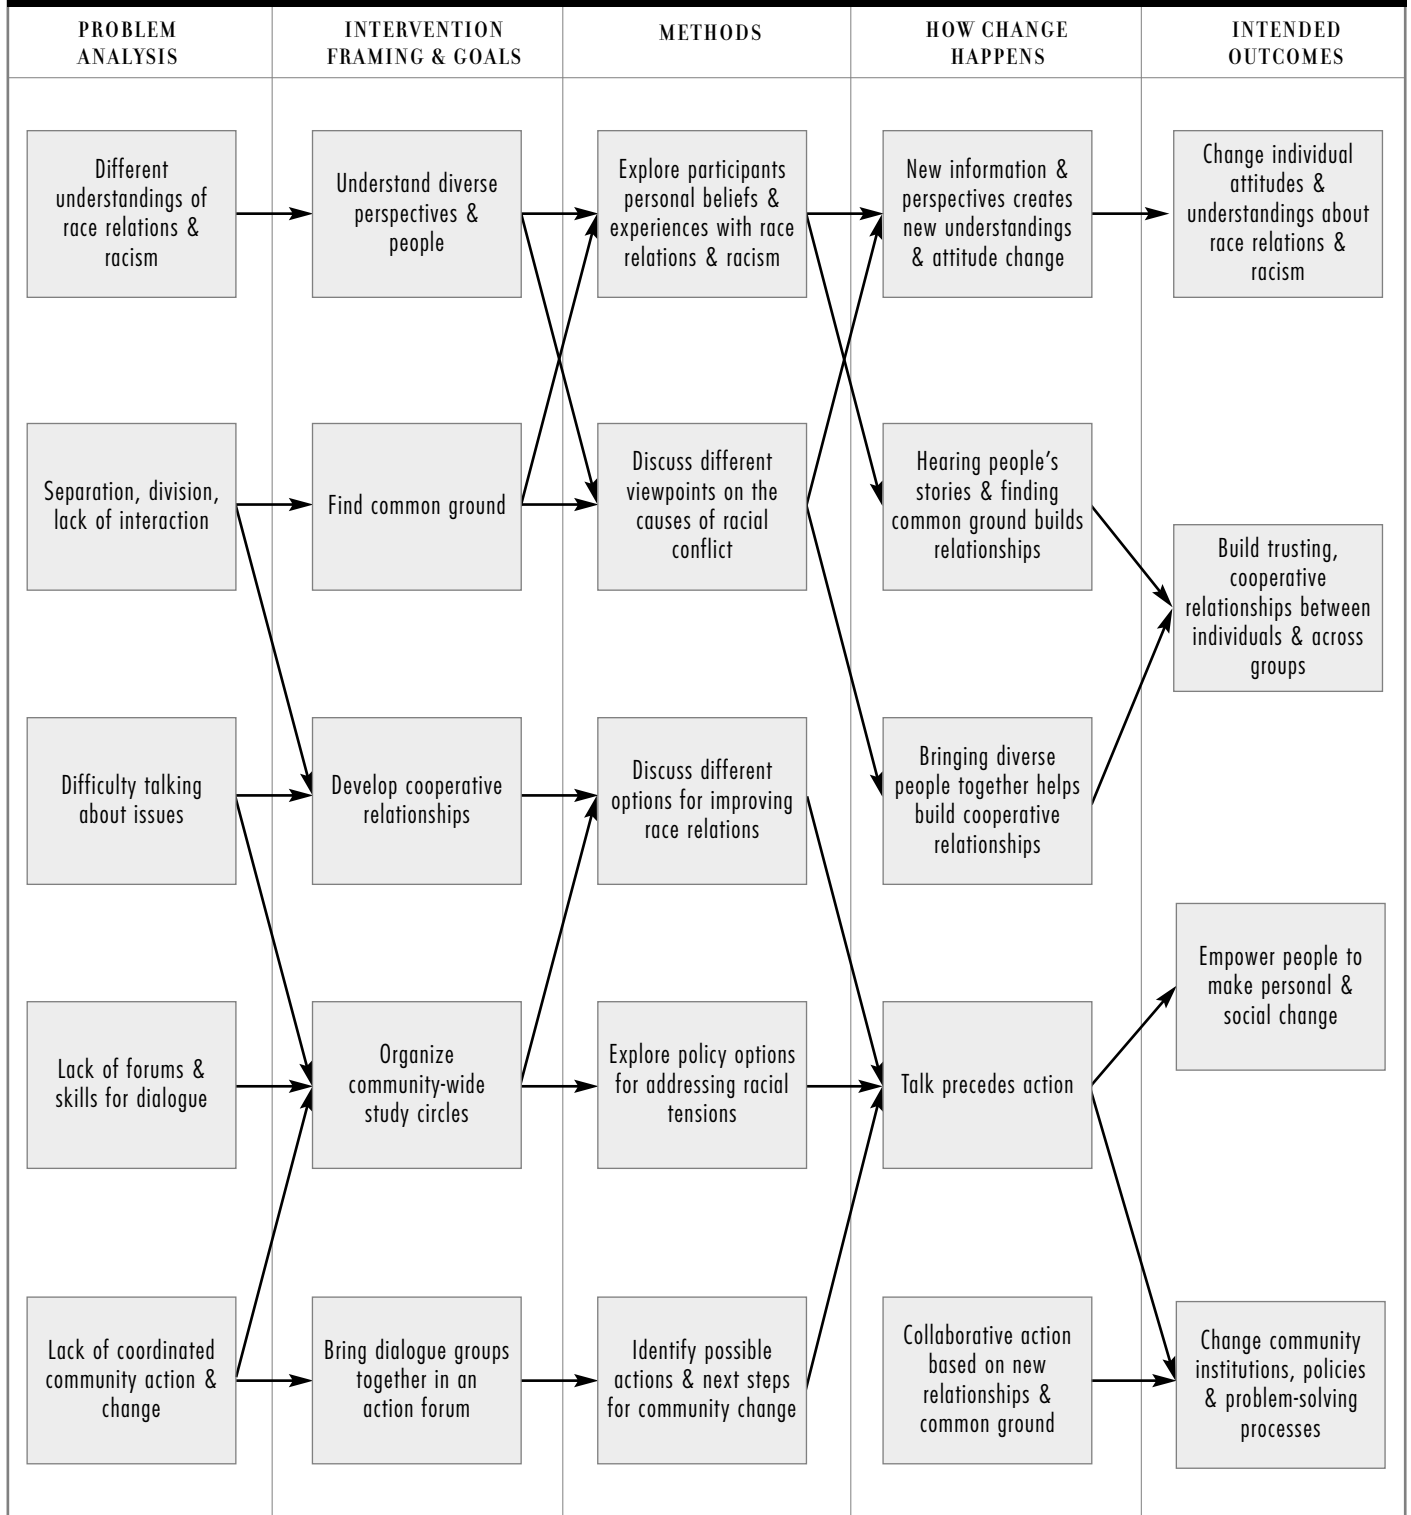 PROBLEM
ANALYSIS
INTERVENTION
FRAMING & GOALS
METHODS
HOW CHANGE
HAPPENS
INTENDED
OUTCOMES
Different
understandings of
race relations &
racism
Understand diverse
perspectives &
people
Explore participants
personal beliefs &
experiences with race
relations & racism
New information &
perspectives creates
new understandings
& attitude change
Change individual
attitudes &
understandings about
race relations &
racism
Separation, division,
lack of interaction
Find common ground
Discuss different
viewpoints on the
causes of racial
conflict
Hearing people's
stories & finding
common ground builds
relationships
Build trusting,
cooperative
relationships between
individuals & across
groups
Difficulty talking
about issues
Develop cooperative
relationships
Discuss different
options for improving
race relations
Bringing diverse
people together helps
build cooperative
relationships
Empower people to
make personal &
social change
Lack of forums &
skills for dialogue
Organize
community-wide
study circles
Explore policy options
for addressing racial
tensions
Talk precedes action
Lack of coordinated
community action &
change
Bring dialogue groups
together in an
action forum
Identify possible
actions & next steps
for community change
Collaborative action
based on new
relationships &
common ground
Change community
institutions, policies
& problem-solving
processes